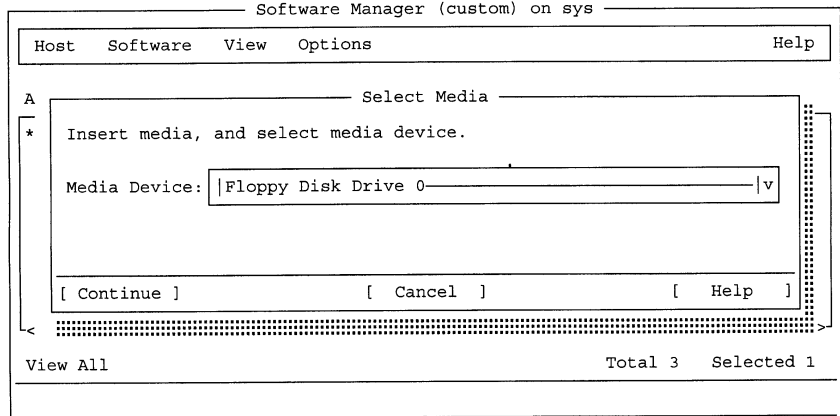 Software Manager (custom) on sys
Host Software View Options Help
A
Select Media
* Insert media, and select media device.
Media Device: |Floppy Disk Drive 0 |v
[ Continue ] [ Cancel ] [ Help ]
< >
View All Total 3 Selected 1